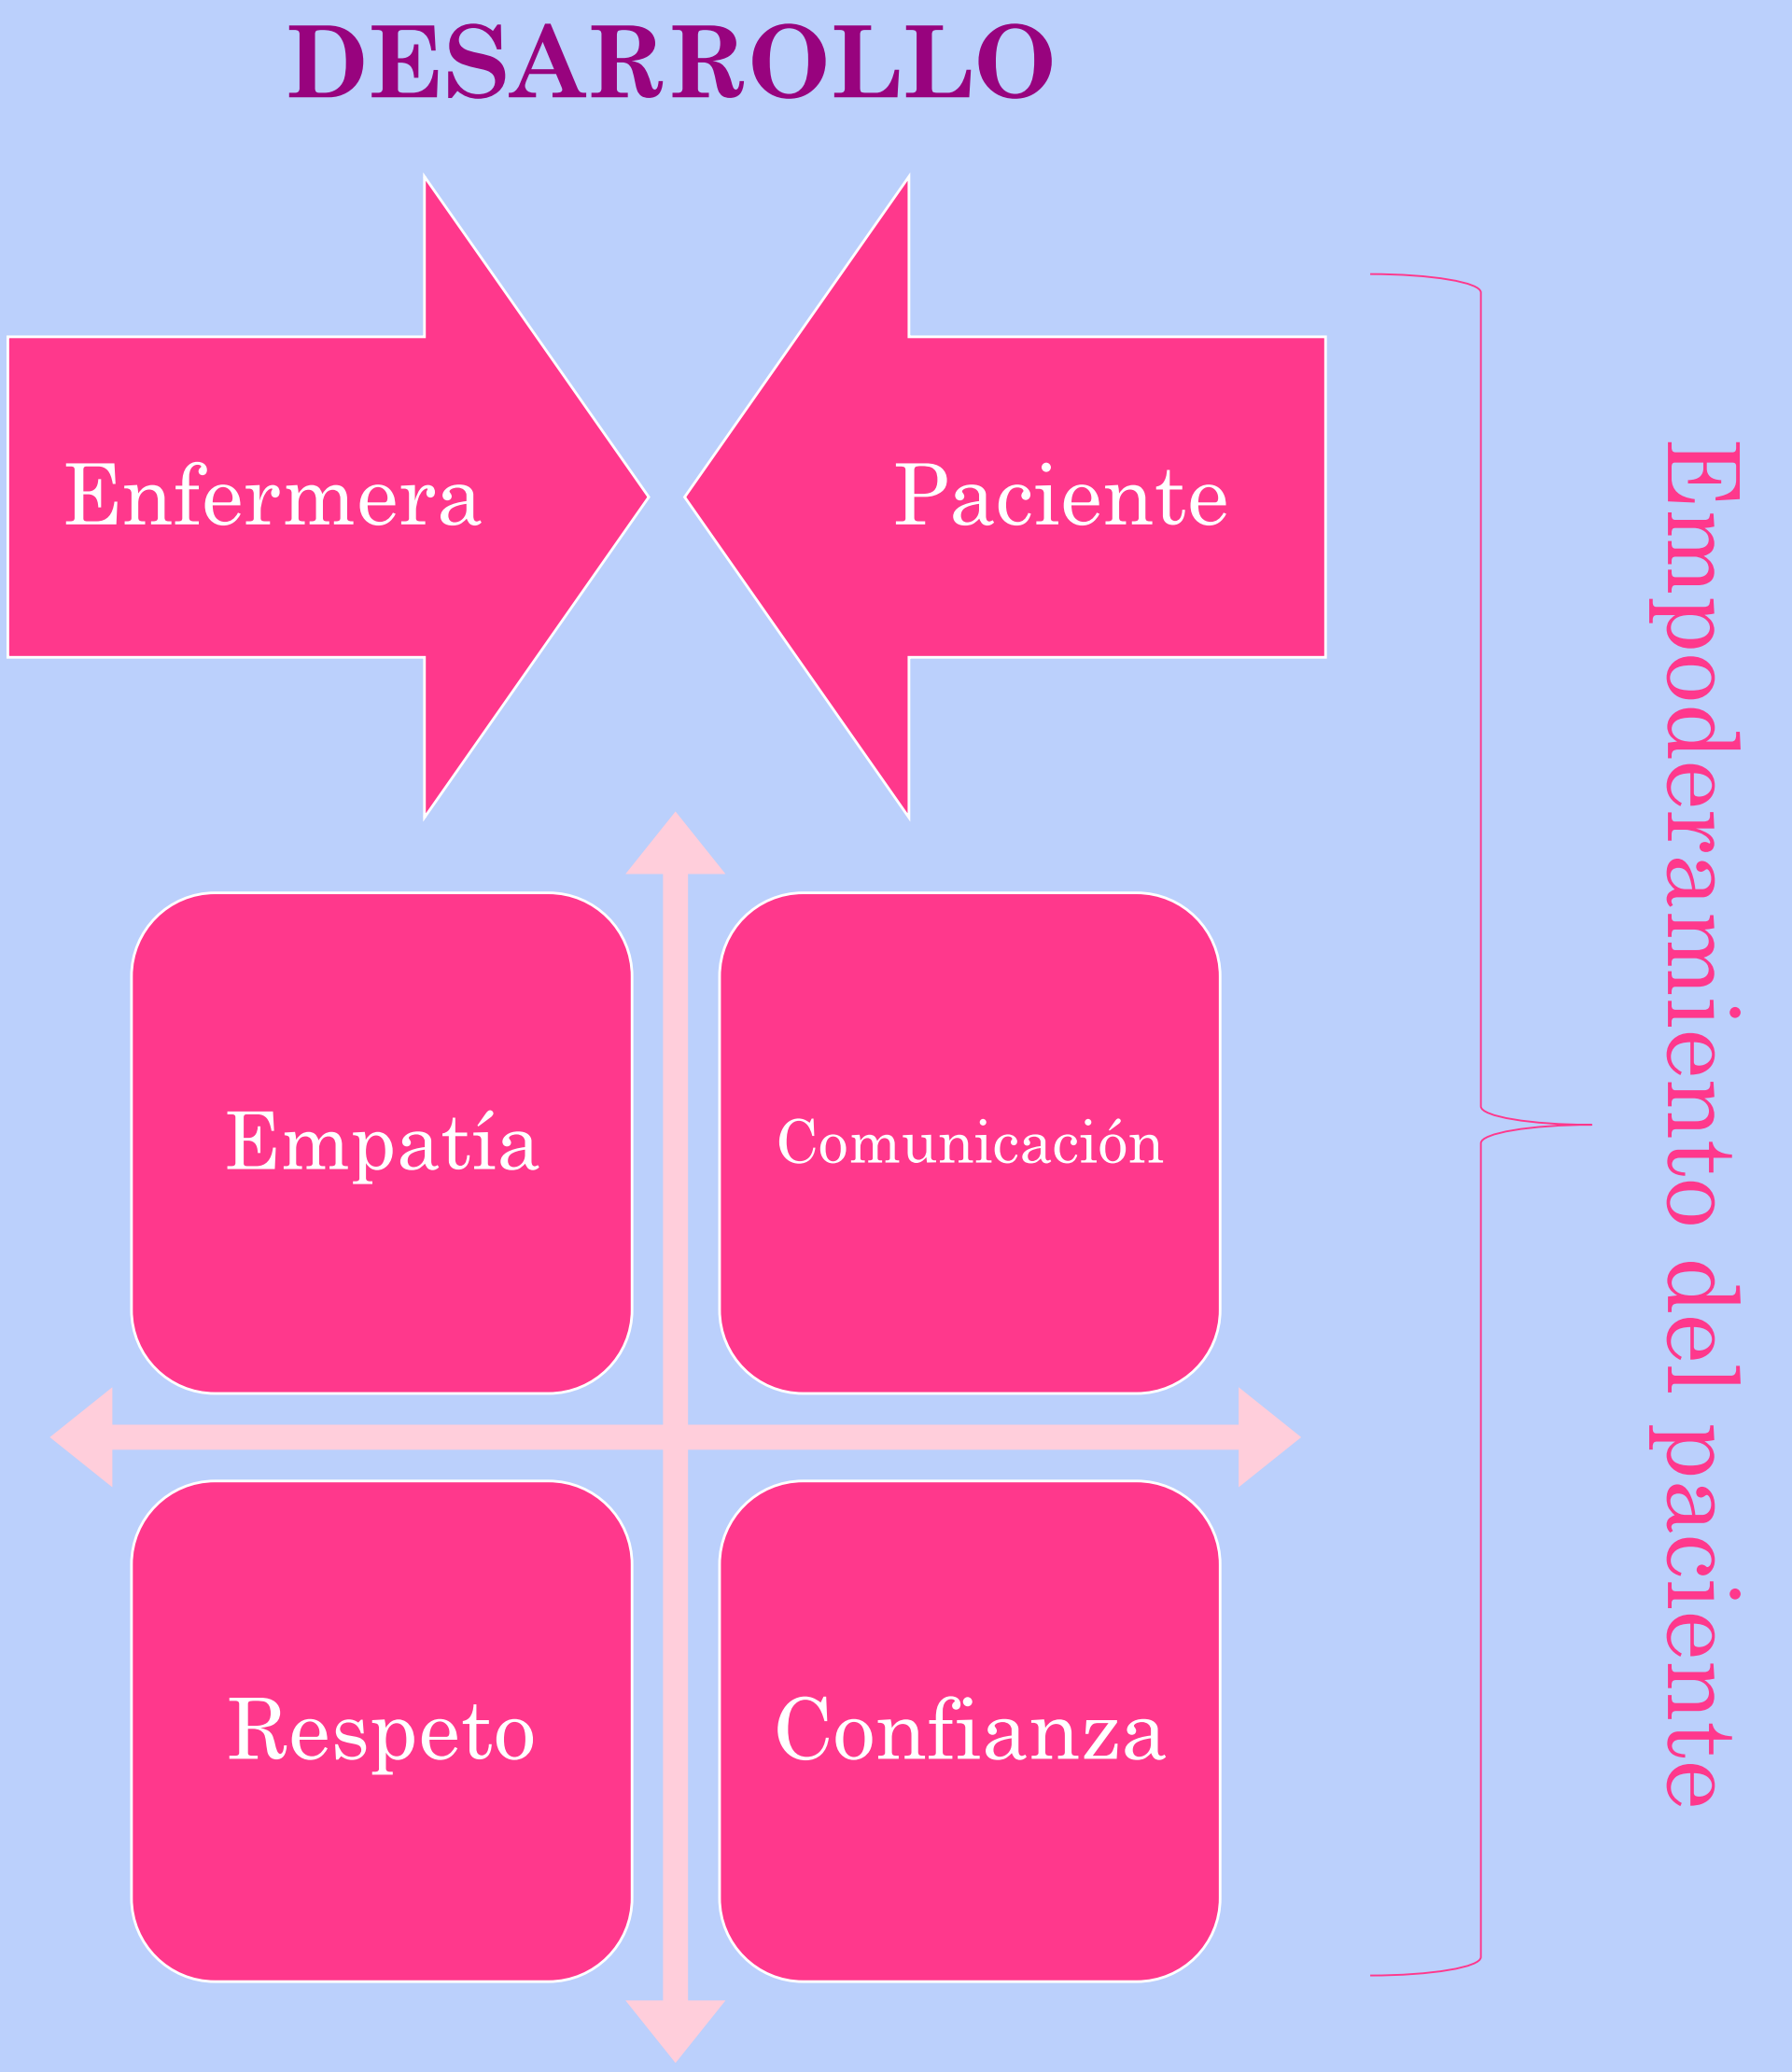 DESARROLLO
Enfermera
Paciente
Empatía
Comunicación
Respeto
Confianza
Empoderamiento del paciente